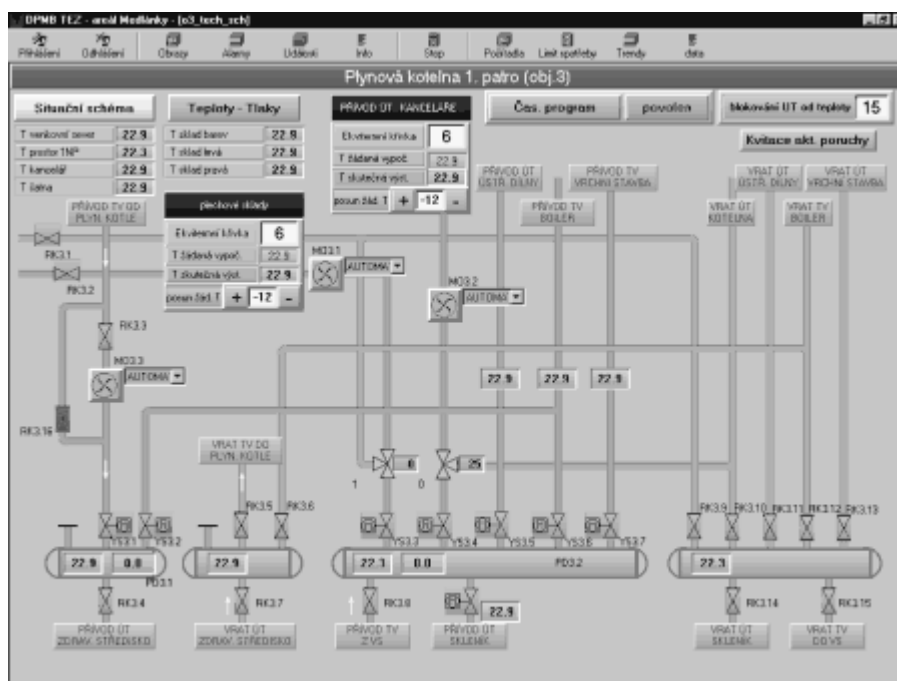 DPMB TEZ - areál Medlánky - [o3_tech_sch]
Přihlášení Odhlášení Obrazy Alarmy Události Info Stop Počitadla Limit spotřeby Trendy data
Plynová kotelna 1. patro (obj.3)
Situační schéma
Teploty - Tlaky
PŘÍVOD ÚT KANCELÁŘE
Čas. program
povolen
blokování UT od teploty 15
Kvitace akt. poruchy
T venkovní sever 22.9
T prostor TNP 22.3
T kancelář 22.9
T šatna 22.9
T sklad barev 22.9
T sklad levá 22.9
T sklad pravá 22.9
Ekvitermní křivka 6
T žádaná vypoč. 22.9
T skutečná výst. 22.9
posun žád. T + -12 -
plechové sklady
Ekvitermní křivka 6
T žádaná vypoč. 22.9
T skutečná výst. 22.9
posun žád. T + -12 -
PŘÍVOD TV OD
PLYN. KOTLE
PŘÍVOD ÚT
ÚSTŘ. DÍLNY
PŘÍVOD TV
BOILER
PŘÍVOD TV
VRCHNI STAVBA
VRAT ÚT
KOTELNA
VRAT ÚT
ÚSTŘ. DÍLNY
VRAT TV
BOILER
VRAT ÚT
VRCHNI STAVBA
RK3.1
RK3.2
RK3.3
MO3.1
AUTOMA
MO3.2
AUTOMA
MO3.3
AUTOMA
22.9 22.9 22.9
RK3.16
VRAT TV DO
PLYN. KOTLE
1
0
25
RK3.5 RK3.6
RK3.9 RK3.10 RK3.11 RK3.12 RK3.13
YS3.1 YS3.2 YS3.3 YS3.4 YS3.5 YS3.6 YS3.7
22.9 0.0
PD3.1
22.9
22.3 0.0
PD3.2
22.3
RK3.4
RK3.7
RK3.8
22.9
RK3.14
RK3.15
PŘÍVOD ÚT
ZDRAV. STŘEDISKO
VRAT ÚT
ZDRAV. STŘEDISKO
PŘÍVOD TV
Z VS
PŘÍVOD ÚT
SKLENÍK
VRAT ÚT
SKLENÍK
VRAT TV
DO VS